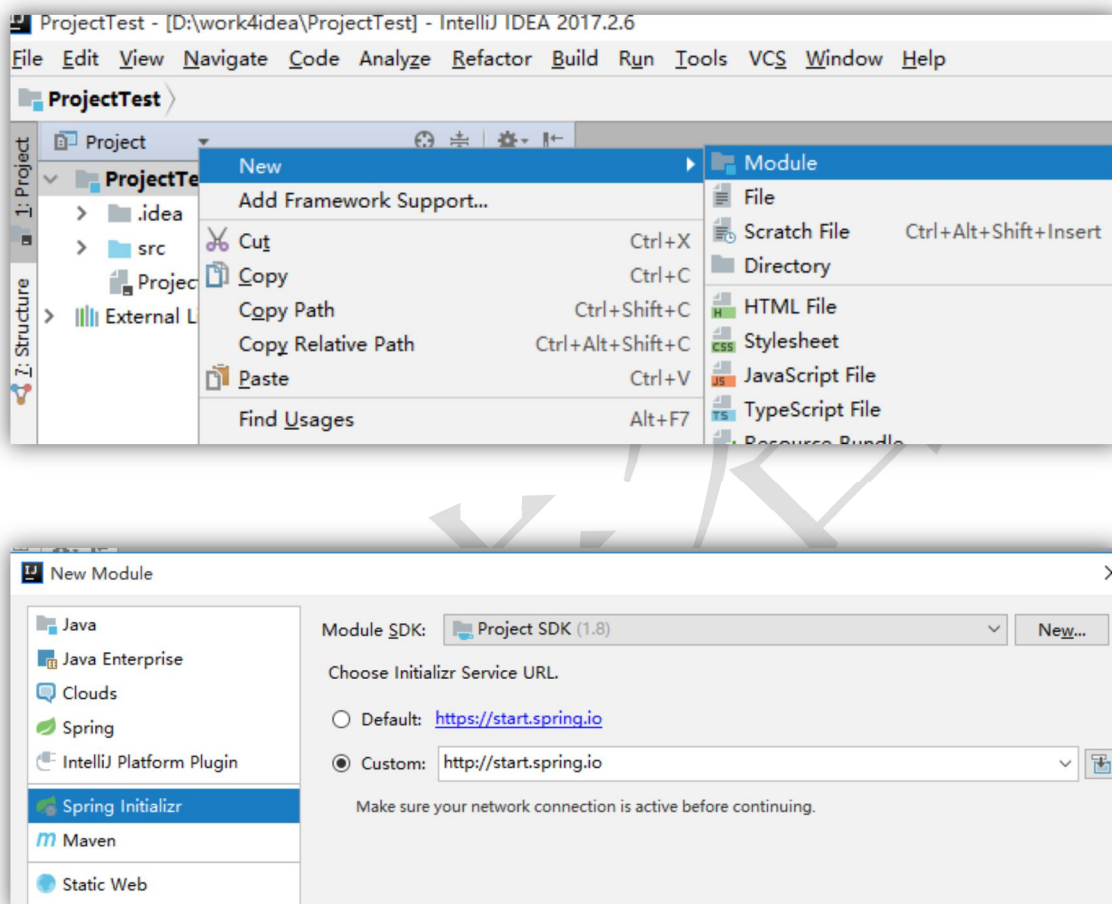 ProjectTest - [D:\work4idea\ProjectTest] - IntelliJ IDEA 2017.2.6
File Edit View Navigate Code Analyze Refactor Build Run Tools VCS Window Help
ProjectTest
1: Project
7: Structure
Project
ProjectTe
.idea
src
Projec
External Li
New
Add Framework Support...
Cut Ctrl+X
Copy Ctrl+C
Copy Path Ctrl+Shift+C
Copy Relative Path Ctrl+Alt+Shift+C
Paste Ctrl+V
Find Usages Alt+F7
Module
File
Scratch File Ctrl+Alt+Shift+Insert
Directory
HTML File
Stylesheet
JavaScript File
TypeScript File
Resource Bundle
New Module
Java
Java Enterprise
Clouds
Spring
IntelliJ Platform Plugin
Spring Initializr
Maven
Static Web
Module SDK: Project SDK (1.8) New...
Choose Initializr Service URL.
Default: https://start.spring.io
Custom: http://start.spring.io
Make sure your network connection is active before continuing.